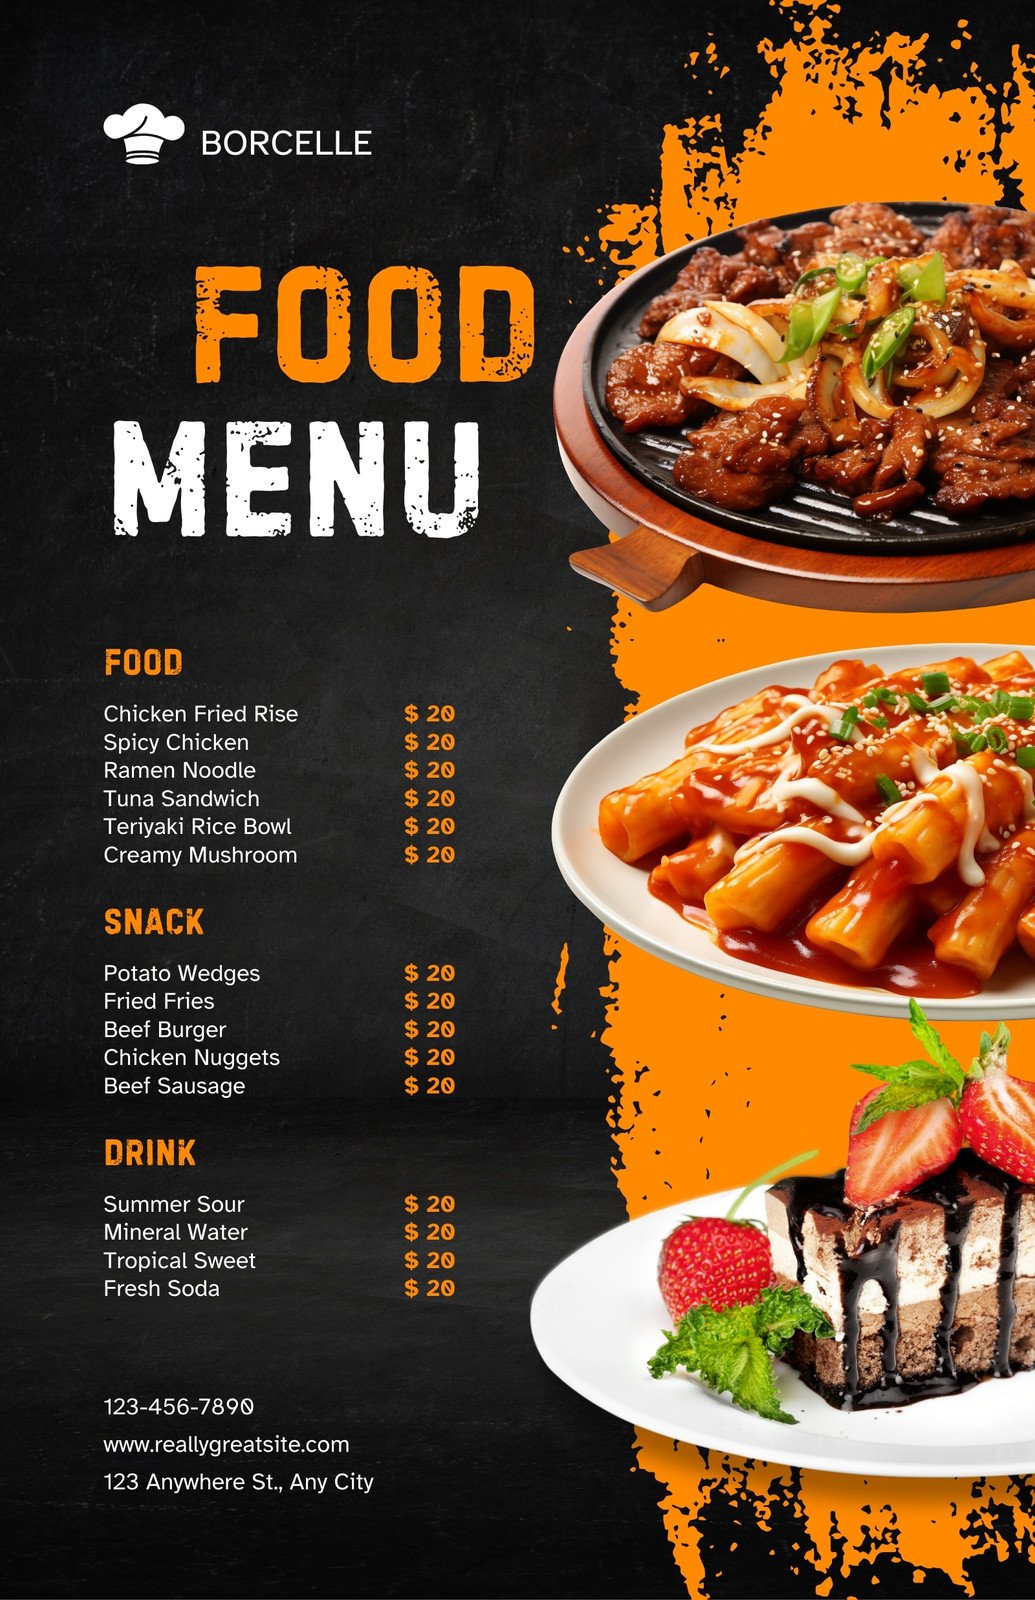 BORCELLE
FOOD
MENU
FOOD
Chicken Fried Rise $ 20
Spicy Chicken $ 20
Ramen Noodle $ 20
Tuna Sandwich $ 20
Teriyaki Rice Bowl $ 20
Creamy Mushroom $ 20
SNACK
Potato Wedges $ 20
Fried Fries $ 20
Beef Burger $ 20
Chicken Nuggets $ 20
Beef Sausage $ 20
DRINK
Summer Sour $ 20
Mineral Water $ 20
Tropical Sweet $ 20
Fresh Soda $ 20
123-456-7890
www.reallygreatsite.com
123 Anywhere St., Any City